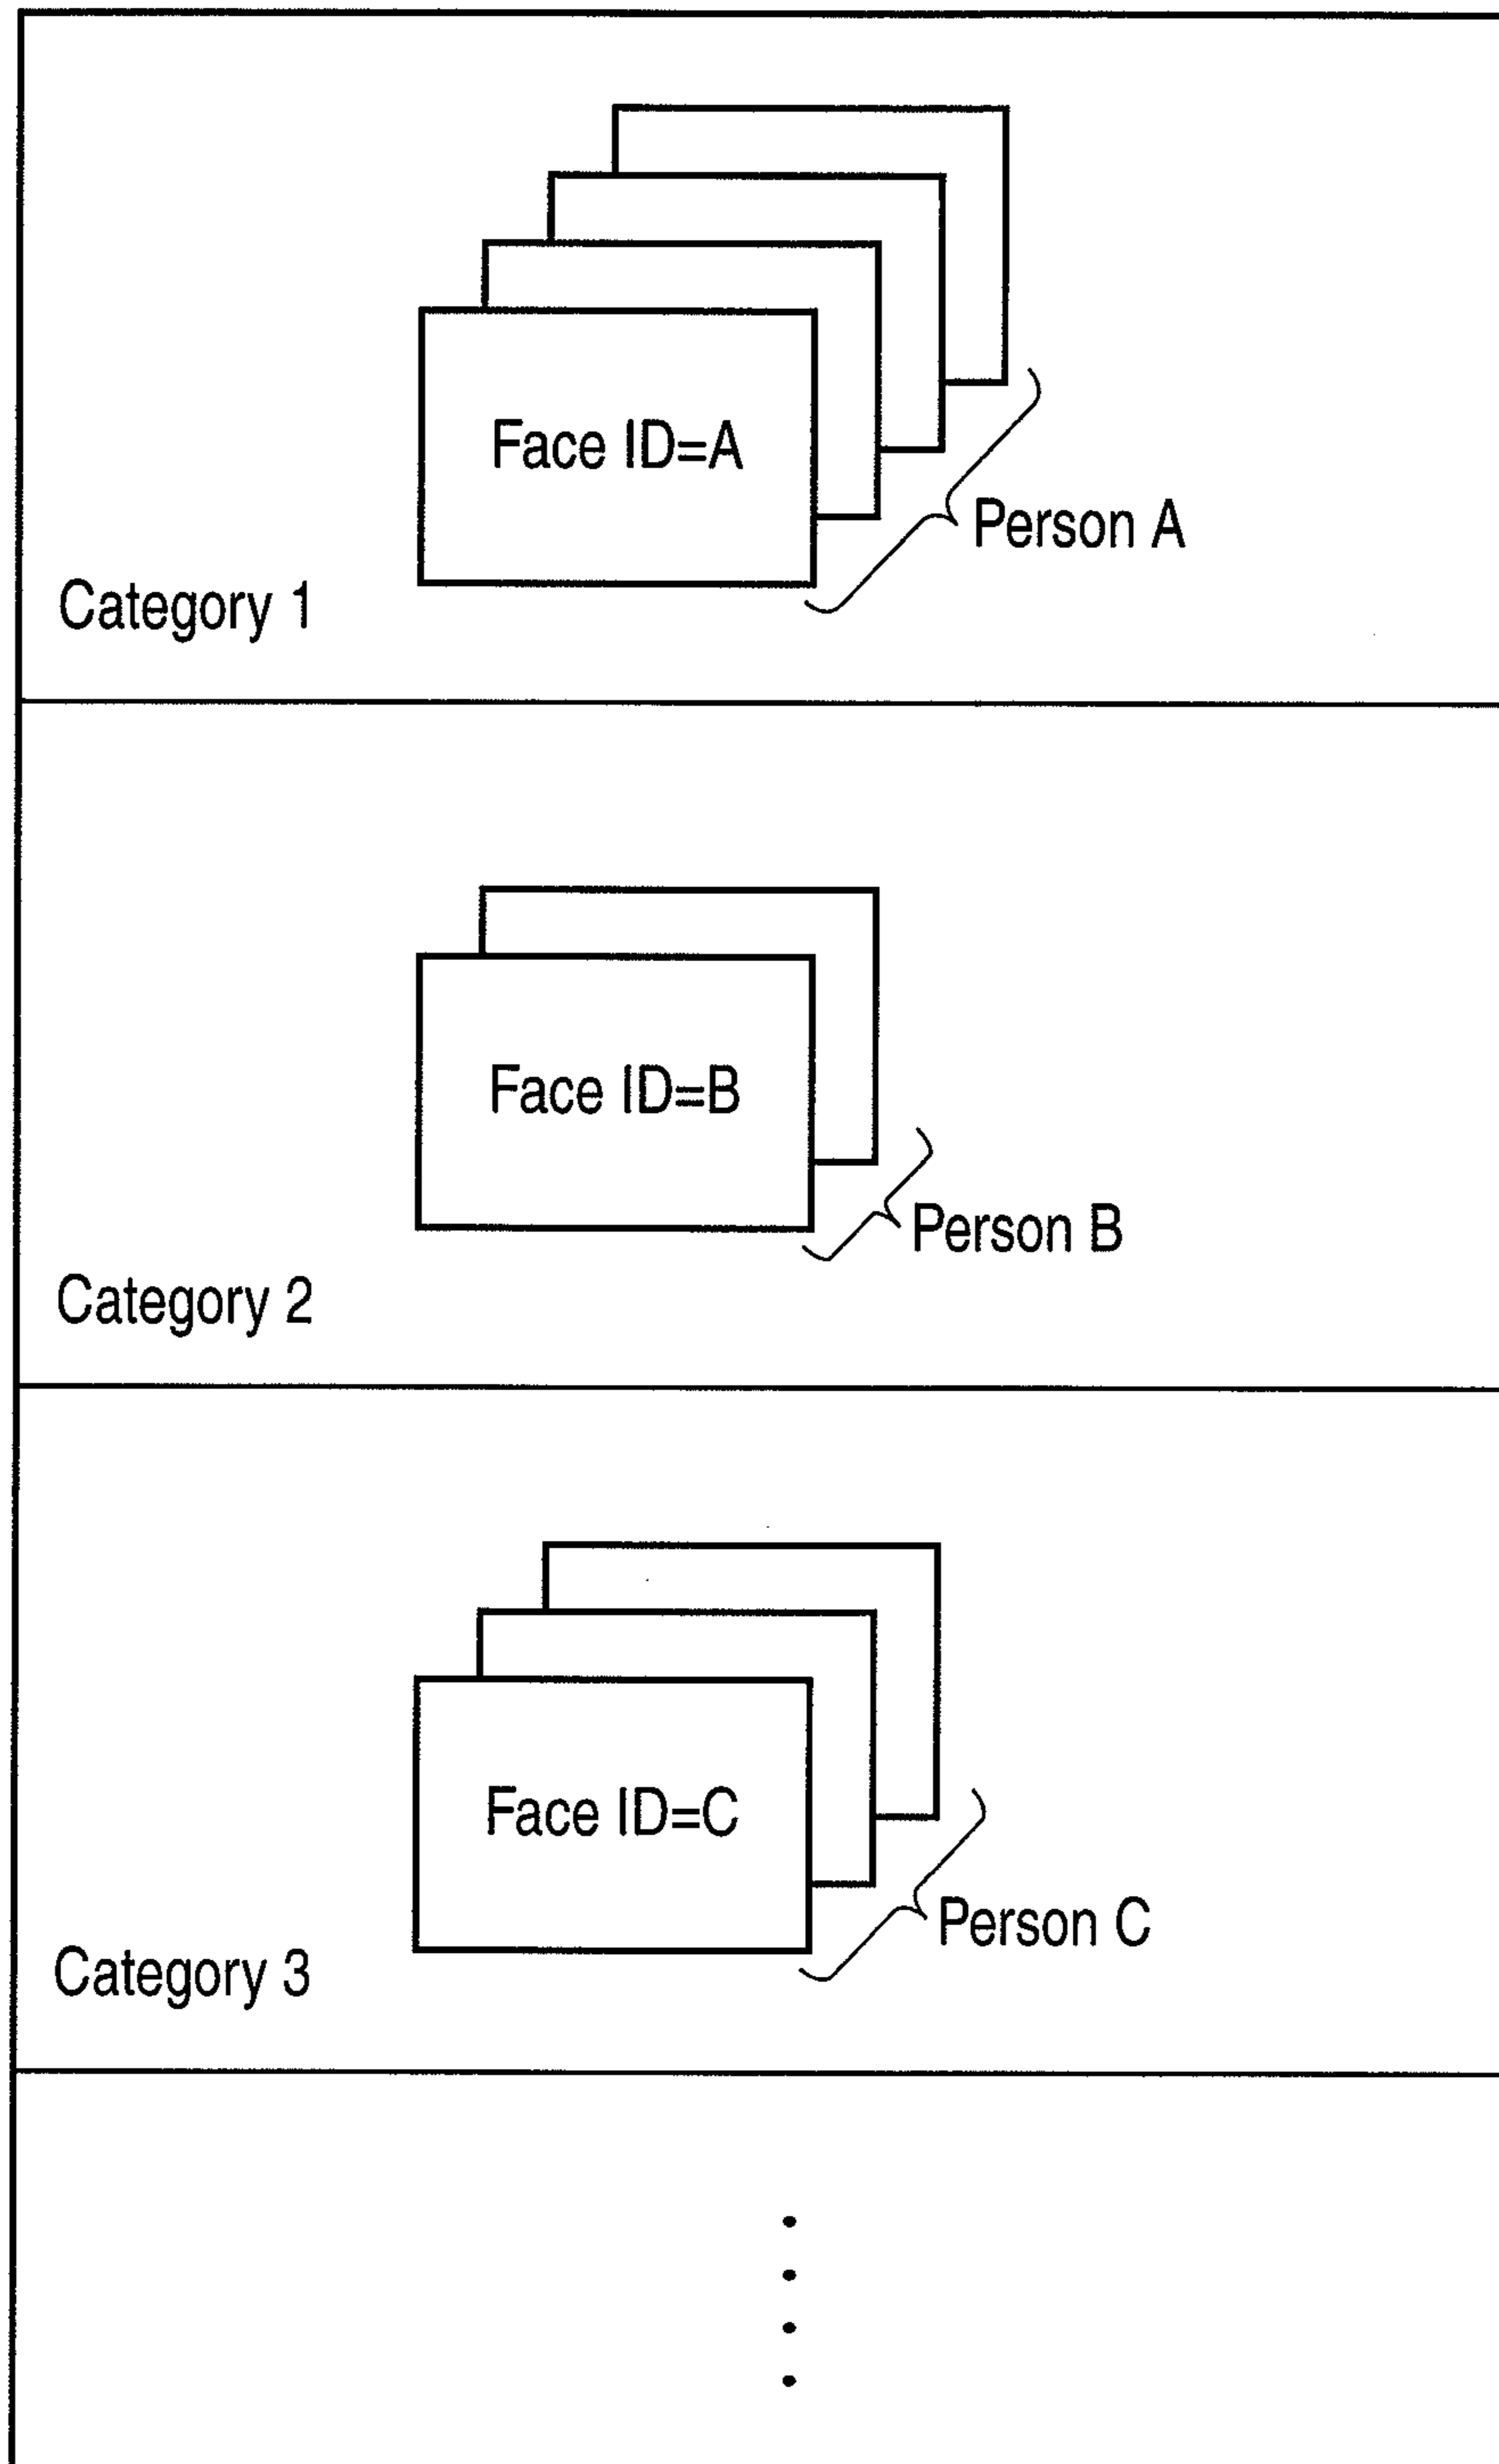 Face ID=A
Person A
Category 1
Face ID=B
Person B
Category 2
Face ID=C
Person C
Category 3